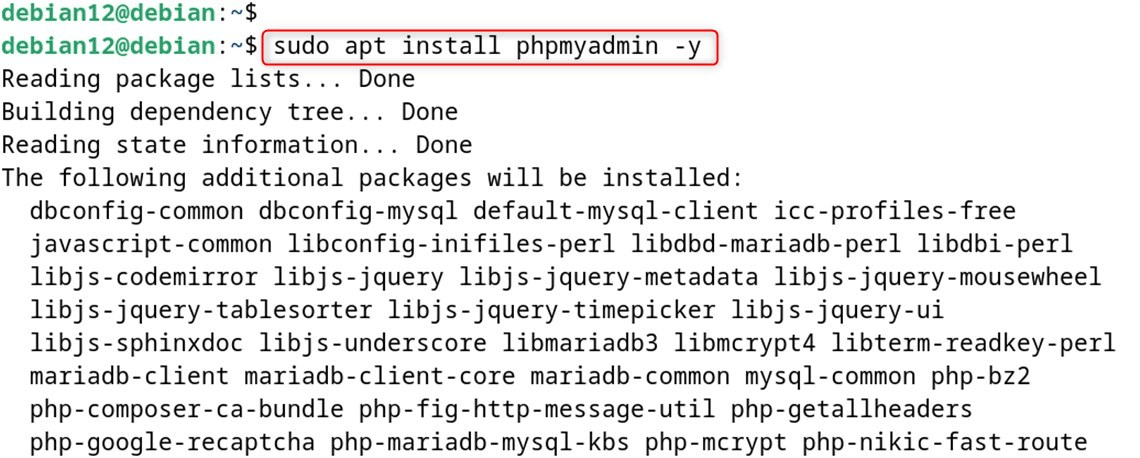 debian12@debian:~$
debian12@debian:~$ sudo apt install phpmyadmin -y
Reading package lists... Done
Building dependency tree... Done
Reading state information... Done
The following additional packages will be installed:
  dbconfig-common dbconfig-mysql default-mysql-client icc-profiles-free
  javascript-common libconfig-inifiles-perl libdbd-mariadb-perl libdbi-perl
  libjs-codemirror libjs-jquery libjs-jquery-metadata libjs-jquery-mousewheel
  libjs-jquery-tablesorter libjs-jquery-timepicker libjs-jquery-ui
  libjs-sphinxdoc libjs-underscore libmariadb3 libmcrypt4 libterm-readkey-perl
  mariadb-client mariadb-client-core mariadb-common mysql-common php-bz2
  php-composer-ca-bundle php-fig-http-message-util php-getallheaders
  php-google-recaptcha php-mariadb-mysql-kbs php-mcrypt php-nikic-fast-route